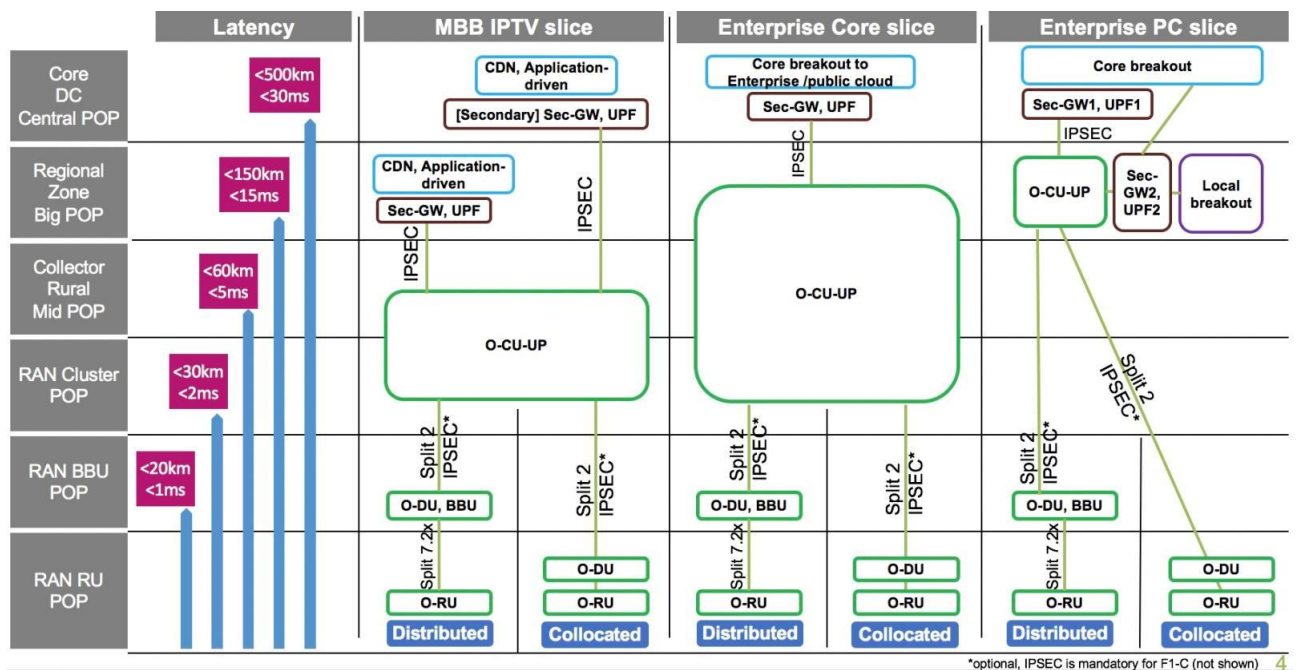 Latency
MBB IPTV slice
Enterprise Core slice
Enterprise PC slice
Core
DC
Central POP
<500km
<30ms
CDN, Application-
driven
[Secondary] Sec-GW, UPF
Core breakout to
Enterprise /public cloud
Sec-GW, UPF
Core breakout
Sec-GW1, UPF1
IPSEC
IPSEC
IPSEC
Regional
Zone
Big POP
<150km
<15ms
CDN, Application-
driven
Sec-GW, UPF
IPSEC
O-CU-UP
Sec-
GW2,
UPF2
Local
breakout
Collector
Rural
Mid POP
<60km
<5ms
O-CU-UP
O-CU-UP
RAN Cluster
POP
<30km
<2ms
Split 2
IPSEC*
RAN BBU
POP
<20km
<1ms
Split 2
IPSEC*
Split 2
IPSEC*
Split 2
IPSEC*
Split 2
IPSEC*
Split 2
IPSEC*
O-DU, BBU
O-DU, BBU
O-DU, BBU
RAN RU
POP
Split 7.2x
Split 7.2x
Split 7.2x
O-DU
O-DU
O-DU
O-RU
O-RU
O-RU
O-RU
O-RU
O-RU
Distributed
Collocated
Distributed
Collocated
Distributed
Collocated
*optional, IPSEC is mandatory for F1-C (not shown)
4